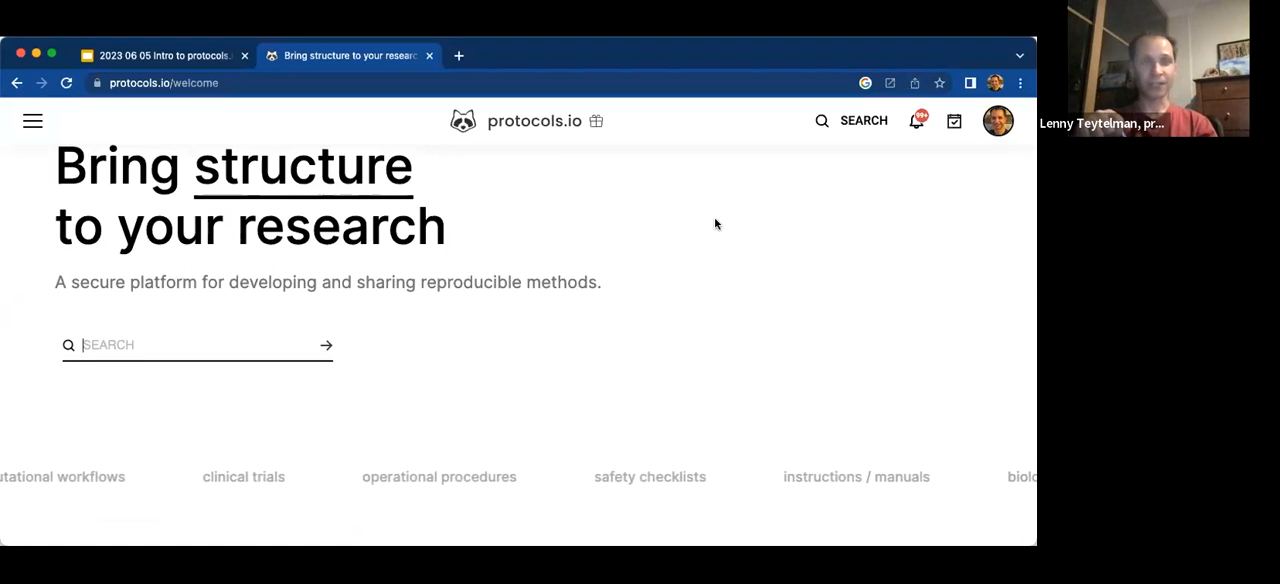 2023 06 05 Intro to protocols.
Bring structure to your researc
protocols.io/welcome
protocols.io
SEARCH
99+
Bring structure
to your research
A secure platform for developing and sharing reproducible methods.
SEARCH
utational workflows
clinical trials
operational procedures
safety checklists
instructions / manuals
biolo
Lenny Teytelman, pr...